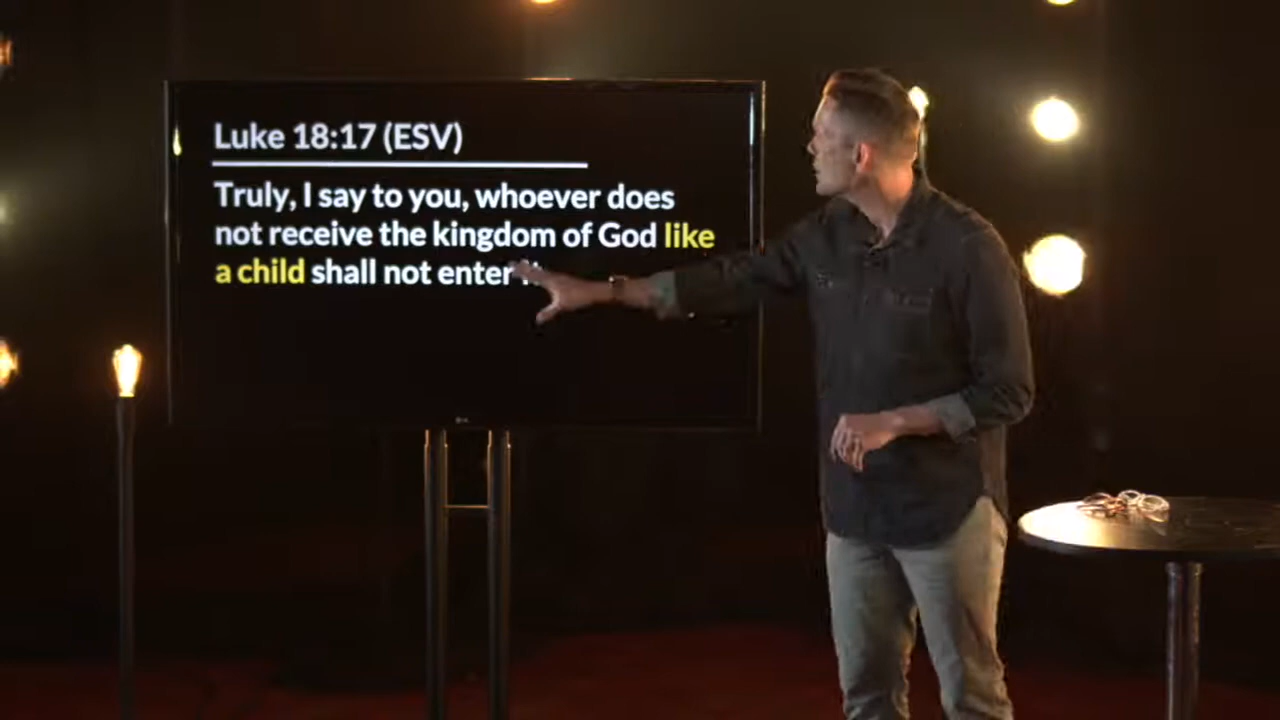 Luke 18:17 (ESV)
Truly, I say to you, whoever does
not receive the kingdom of God like
a child shall not enter